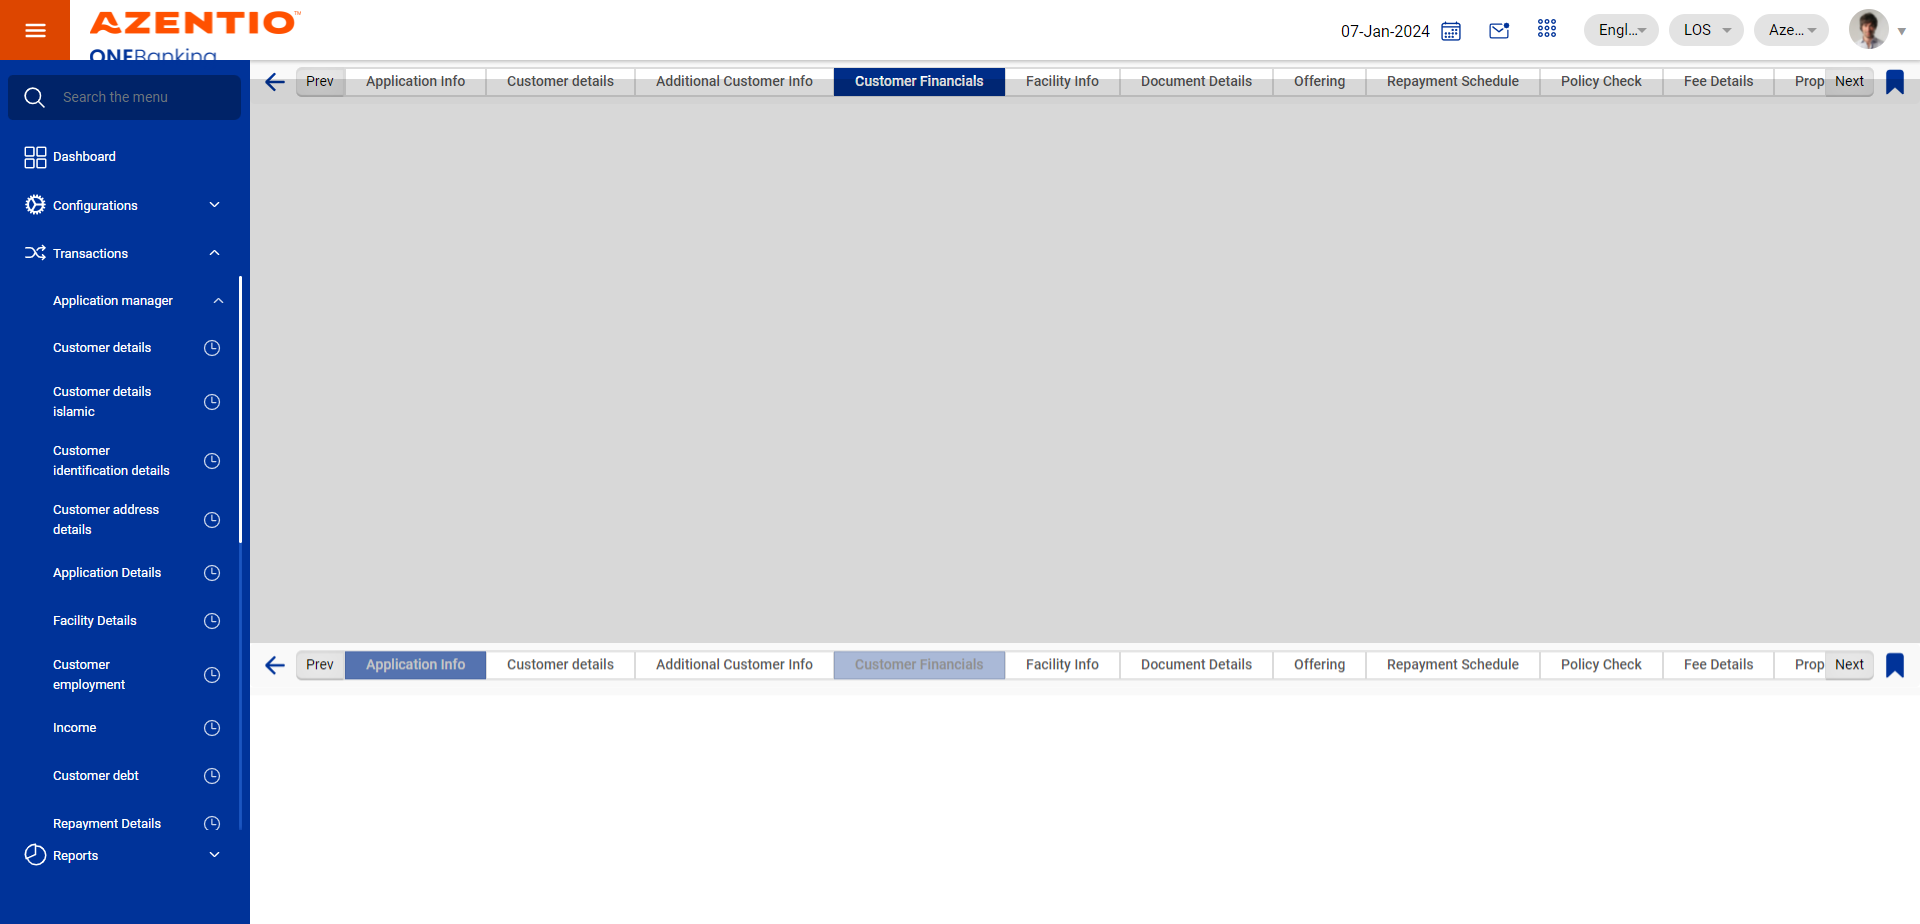 AZENTIO™
ONEBanking
07-Jan-2024
Engl...
LOS
Aze...
Search the menu
Dashboard
Configurations
Transactions
Application manager
Customer details
Customer details
islamic
Customer
identification details
Customer address
details
Application Details
Facility Details
Customer
employment
Income
Customer debt
Repayment Details
Reports
Prev Application Info Customer details Additional Customer Info Customer Financials Facility Info Document Details Offering Repayment Schedule Policy Check Fee Details Prop Next
Prev Application Info Customer details Additional Customer Info Customer Financials Facility Info Document Details Offering Repayment Schedule Policy Check Fee Details Prop Next